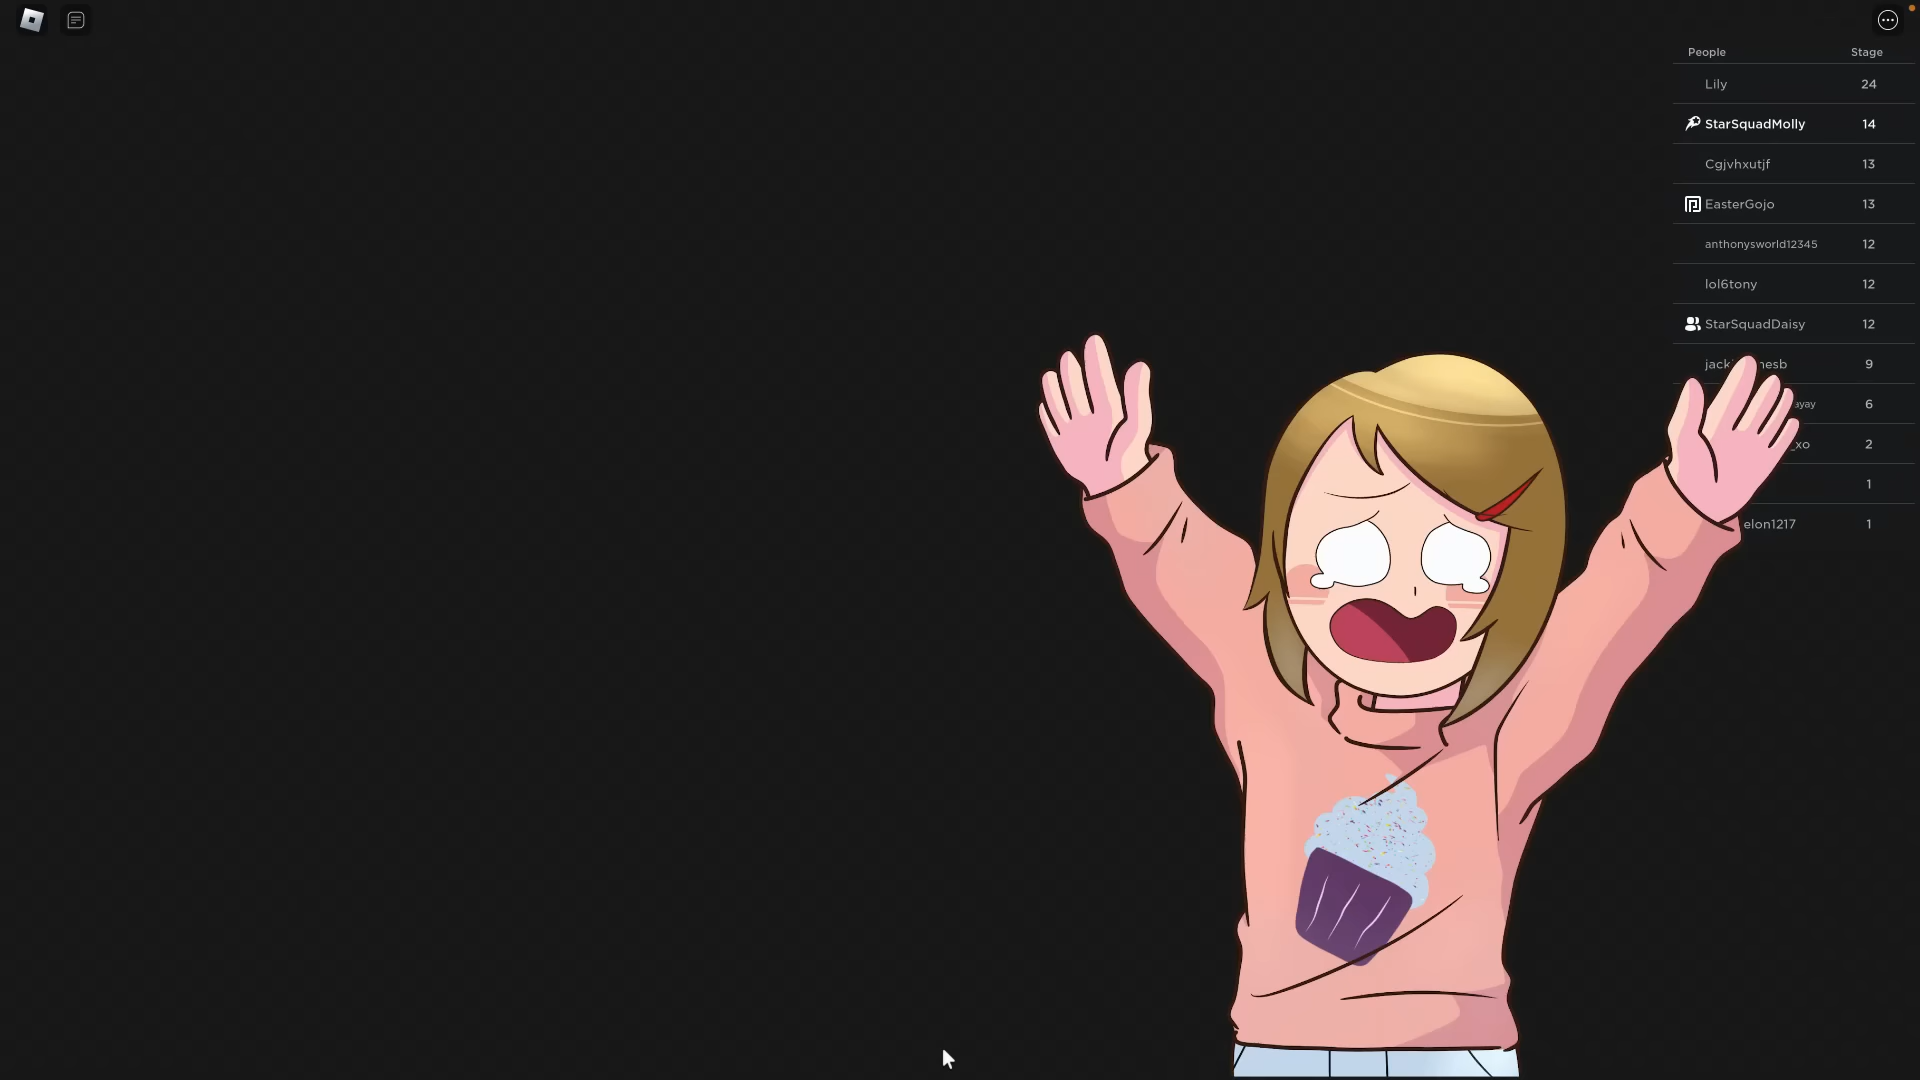 People Stage
Lily 24
StarSquadMolly 14
Cgjvhxutjf 13
EasterGojo 13
anthonysworld12345 12
lol6tony 12
StarSquadDaisy 12
9
6
2
1
1